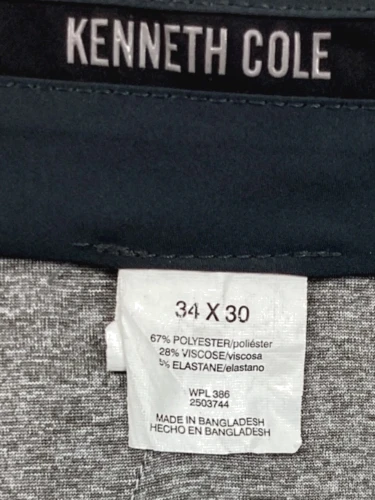 KENNETH COLE
34 X 30
67% POLYESTER/poliéster
28% VISCOSE/viscosa
5% ELASTANE/elastano
WPL 386
2503744
MADE IN BANGLADESH
HECHO EN BANGLADESH